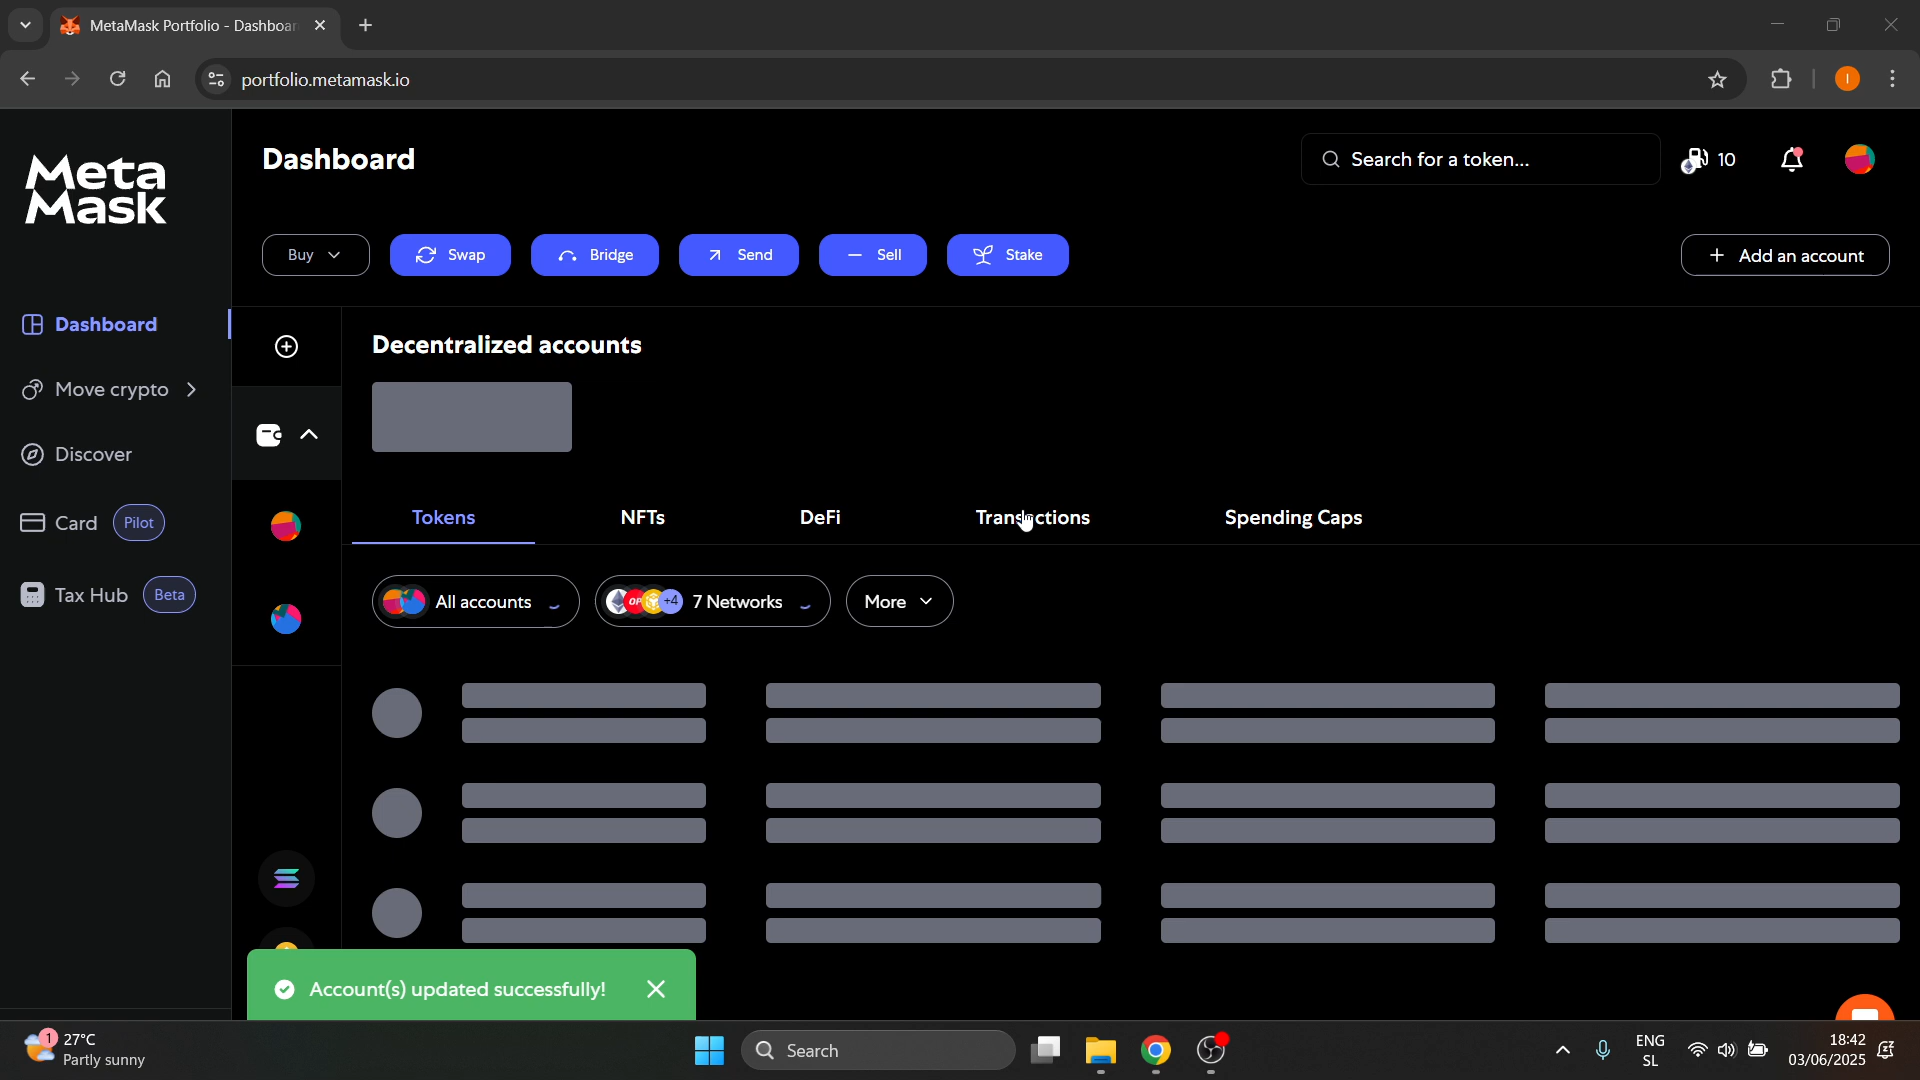 MetaMask Portfolio - Dashboar
portfolio.metamask.io
I
Meta
Mask
Dashboard
Search for a token...
10
Buy
Swap
Bridge
Send
Sell
Stake
+ Add an account
Dashboard
Move crypto
Discover
Card Pilot
Tax Hub Beta
Decentralized accounts
Tokens
NFTs
DeFi
Transactions
Spending Caps
All accounts
OP
+4
7 Networks
More
Account(s) updated successfully!
1
27°C
Partly sunny
Search
ENG
SL
18:42
03/06/2025